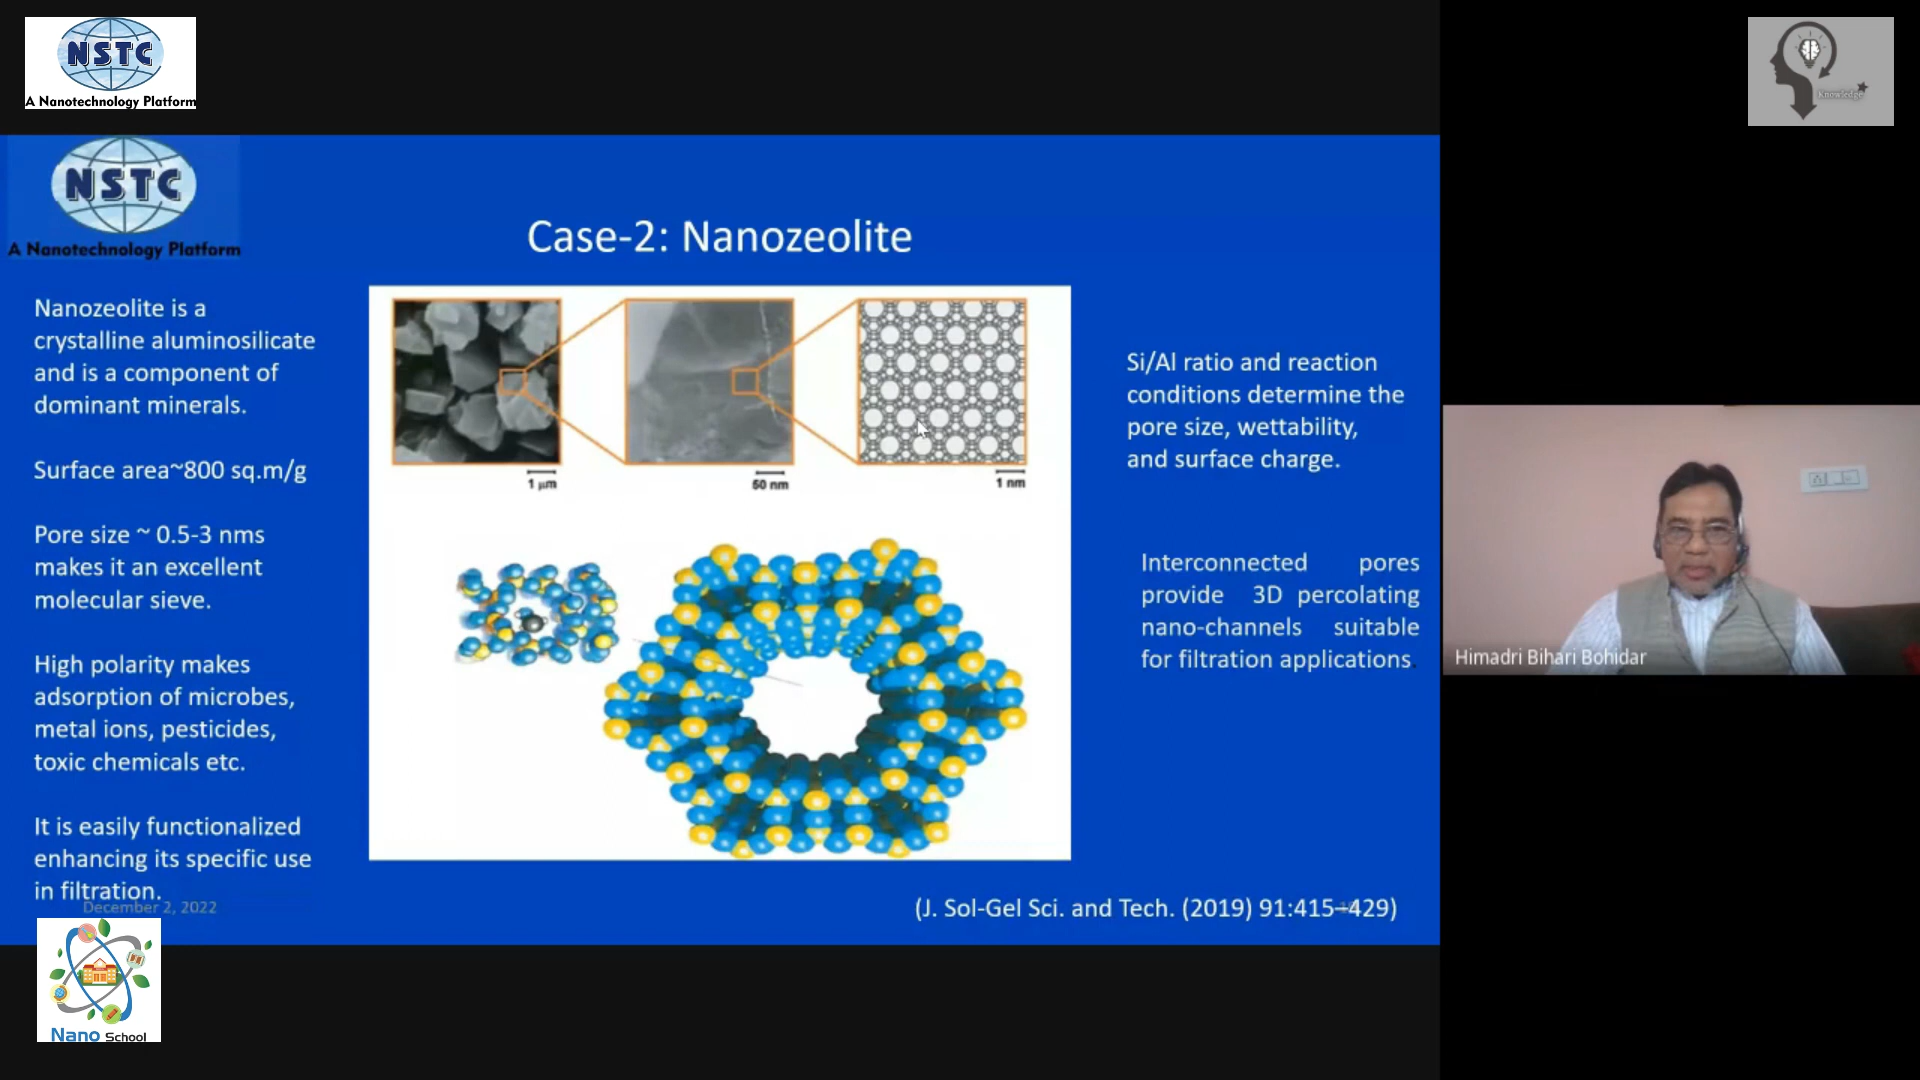 NSTC
A Nanotechnology Platform
Knowledge
NSTC
A Nanotechnology Platform
Case-2: Nanozeolite
Nanozeolite is a
crystalline aluminosilicate
and is a component of
dominant minerals.
Surface area~800 sq.m/g
Pore size ~ 0.5-3 nms
makes it an excellent
molecular sieve.
High polarity makes
adsorption of microbes,
metal ions, pesticides,
toxic chemicals etc.
It is easily functionalized
enhancing its specific use
in filtration.
December 2, 2022
1 μm
50 nm
1 nm
Si/Al ratio and reaction
conditions determine the
pore size, wettability,
and surface charge.
Interconnected pores
provide 3D percolating
nano-channels suitable
for filtration applications.
(J. Sol-Gel Sci. and Tech. (2019) 91:415–429)
Himadri Bihari Bohidar
Nano School